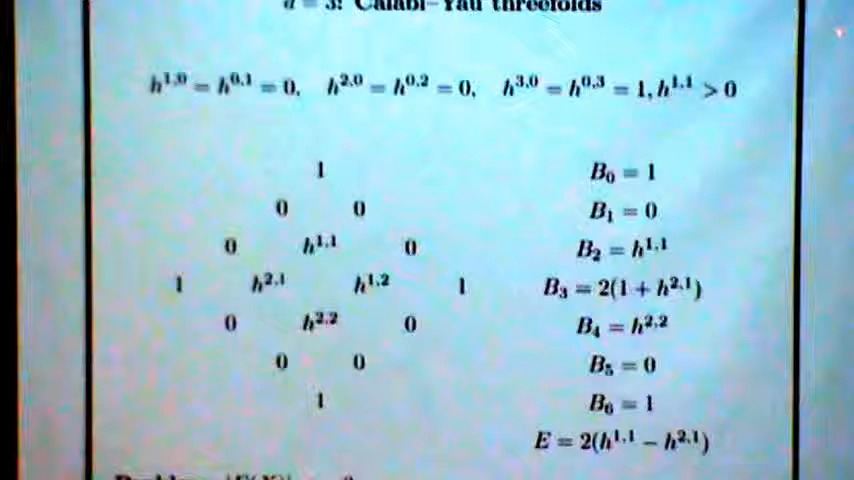 d = 3: Calabi–Yau threefolds
h^{1,0} = h^{0,1} = 0, h^{2,0} = h^{0,2} = 0, h^{3,0} = h^{0,3} = 1, h^{1,1} > 0
1 B_0 = 1
0 0 B_1 = 0
0 h^{1,1} 0 B_2 = h^{1,1}
1 h^{2,1} h^{1,2} 1 B_3 = 2(1 + h^{2,1})
0 h^{2,2} 0 B_4 = h^{2,2}
0 0 B_5 = 0
1 B_6 = 1
E = 2(h^{1,1} − h^{2,1})